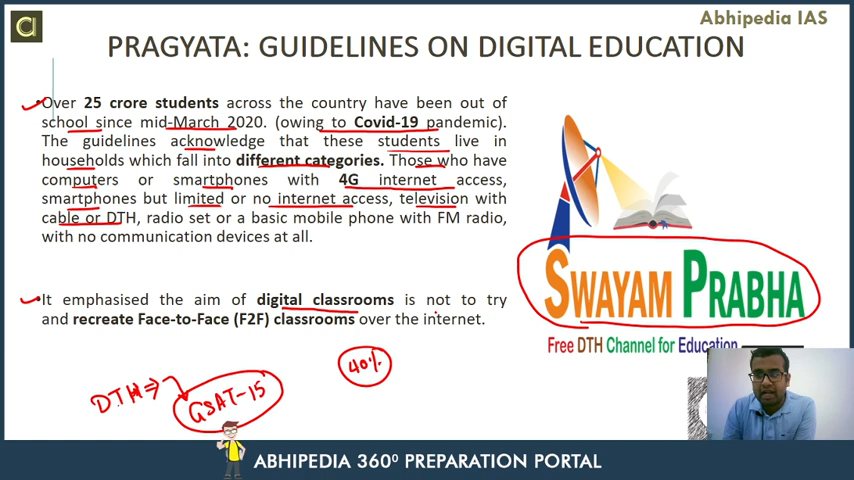 Abhipedia IAS
PRAGYATA: GUIDELINES ON DIGITAL EDUCATION
•Over 25 crore students across the country have been out of
school since mid-March 2020. (owing to Covid-19 pandemic).
The guidelines acknowledge that these students live in
households which fall into different categories. Those who have
computers or smartphones with 4G internet access,
smartphones but limited or no internet access, television with
cable or DTH, radio set or a basic mobile phone with FM radio,
with no communication devices at all.
•It emphasised the aim of digital classrooms is not to try
and recreate Face-to-Face (F2F) classrooms over the internet.
SWAYAM PRABHA
Free DTH Channel for Education
40%
DTH ⇒ GSAT-15
ABHIPEDIA 360⁰ PREPARATION PORTAL